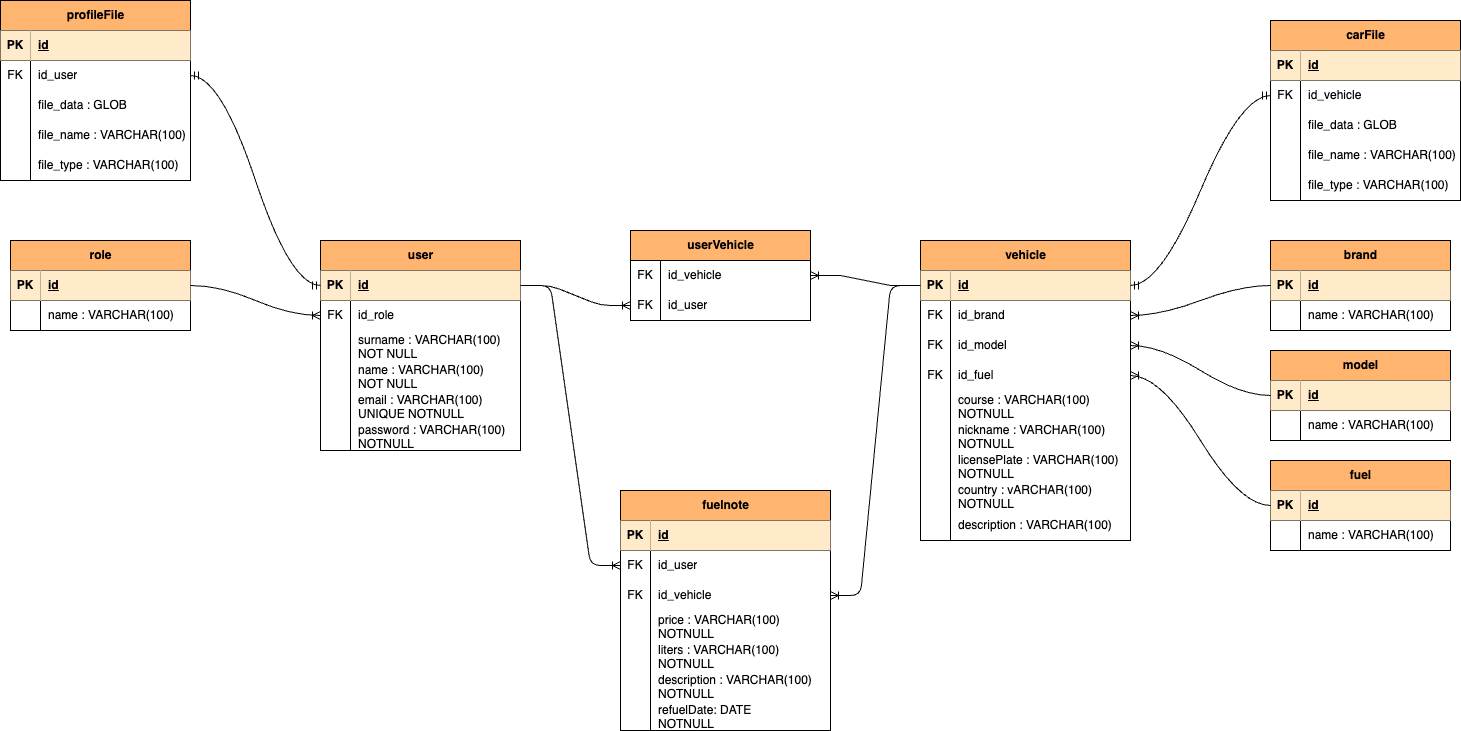 profileFile
PK id
FK id_user
file_data : GLOB
file_name : VARCHAR(100)
file_type : VARCHAR(100)
carFile
PK id
FK id_vehicle
file_data : GLOB
file_name : VARCHAR(100)
file_type : VARCHAR(100)
role
PK id
name : VARCHAR(100)
user
PK id
FK id_role
surname : VARCHAR(100)
NOT NULL
name : VARCHAR(100)
NOT NULL
email : VARCHAR(100)
UNIQUE NOTNULL
password : VARCHAR(100)
NOTNULL
userVehicle
FK id_vehicle
FK id_user
vehicle
PK id
FK id_brand
FK id_model
FK id_fuel
course : VARCHAR(100)
NOTNULL
nickname : VARCHAR(100)
NOTNULL
licensePlate : VARCHAR(100)
NOTNULL
country : vARCHAR(100)
NOTNULL
description : VARCHAR(100)
brand
PK id
name : VARCHAR(100)
model
PK id
name : VARCHAR(100)
fuel
PK id
name : VARCHAR(100)
fuelnote
PK id
FK id_user
FK id_vehicle
price : VARCHAR(100)
NOTNULL
liters : VARCHAR(100)
NOTNULL
description : VARCHAR(100)
NOTNULL
refuelDate: DATE
NOTNULL